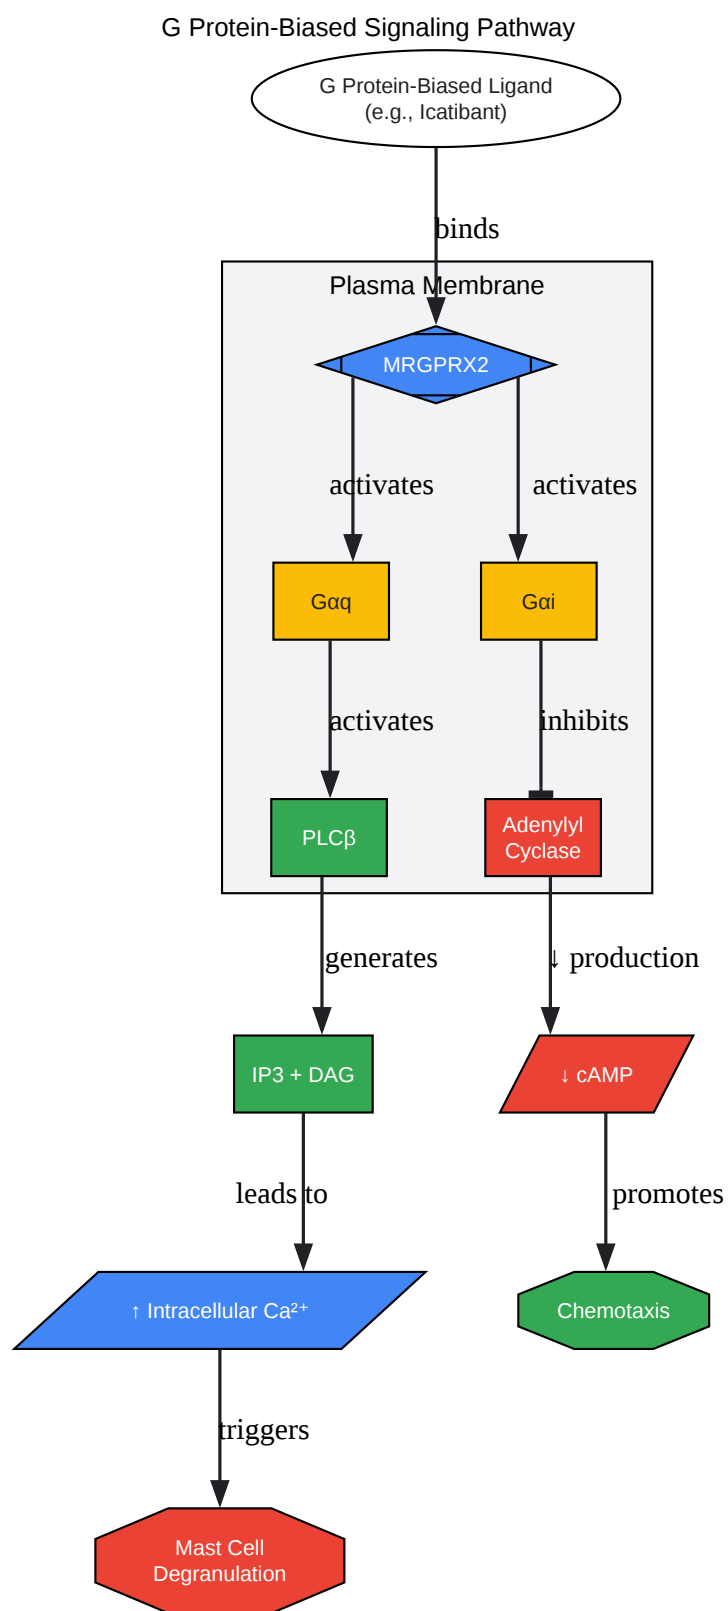 G Protein-Biased Signaling Pathway
G Protein-Biased Ligand
(e.g., Icatibant)
binds
Plasma Membrane
MRGPRX2
activates
activates
Gαq
Gαi
activates
inhibits
PLCβ
Adenylyl
Cyclase
generates
↓ production
IP3 + DAG
↓ cAMP
leads to
promotes
↑ Intracellular Ca²⁺
Chemotaxis
triggers
Mast Cell
Degranulation